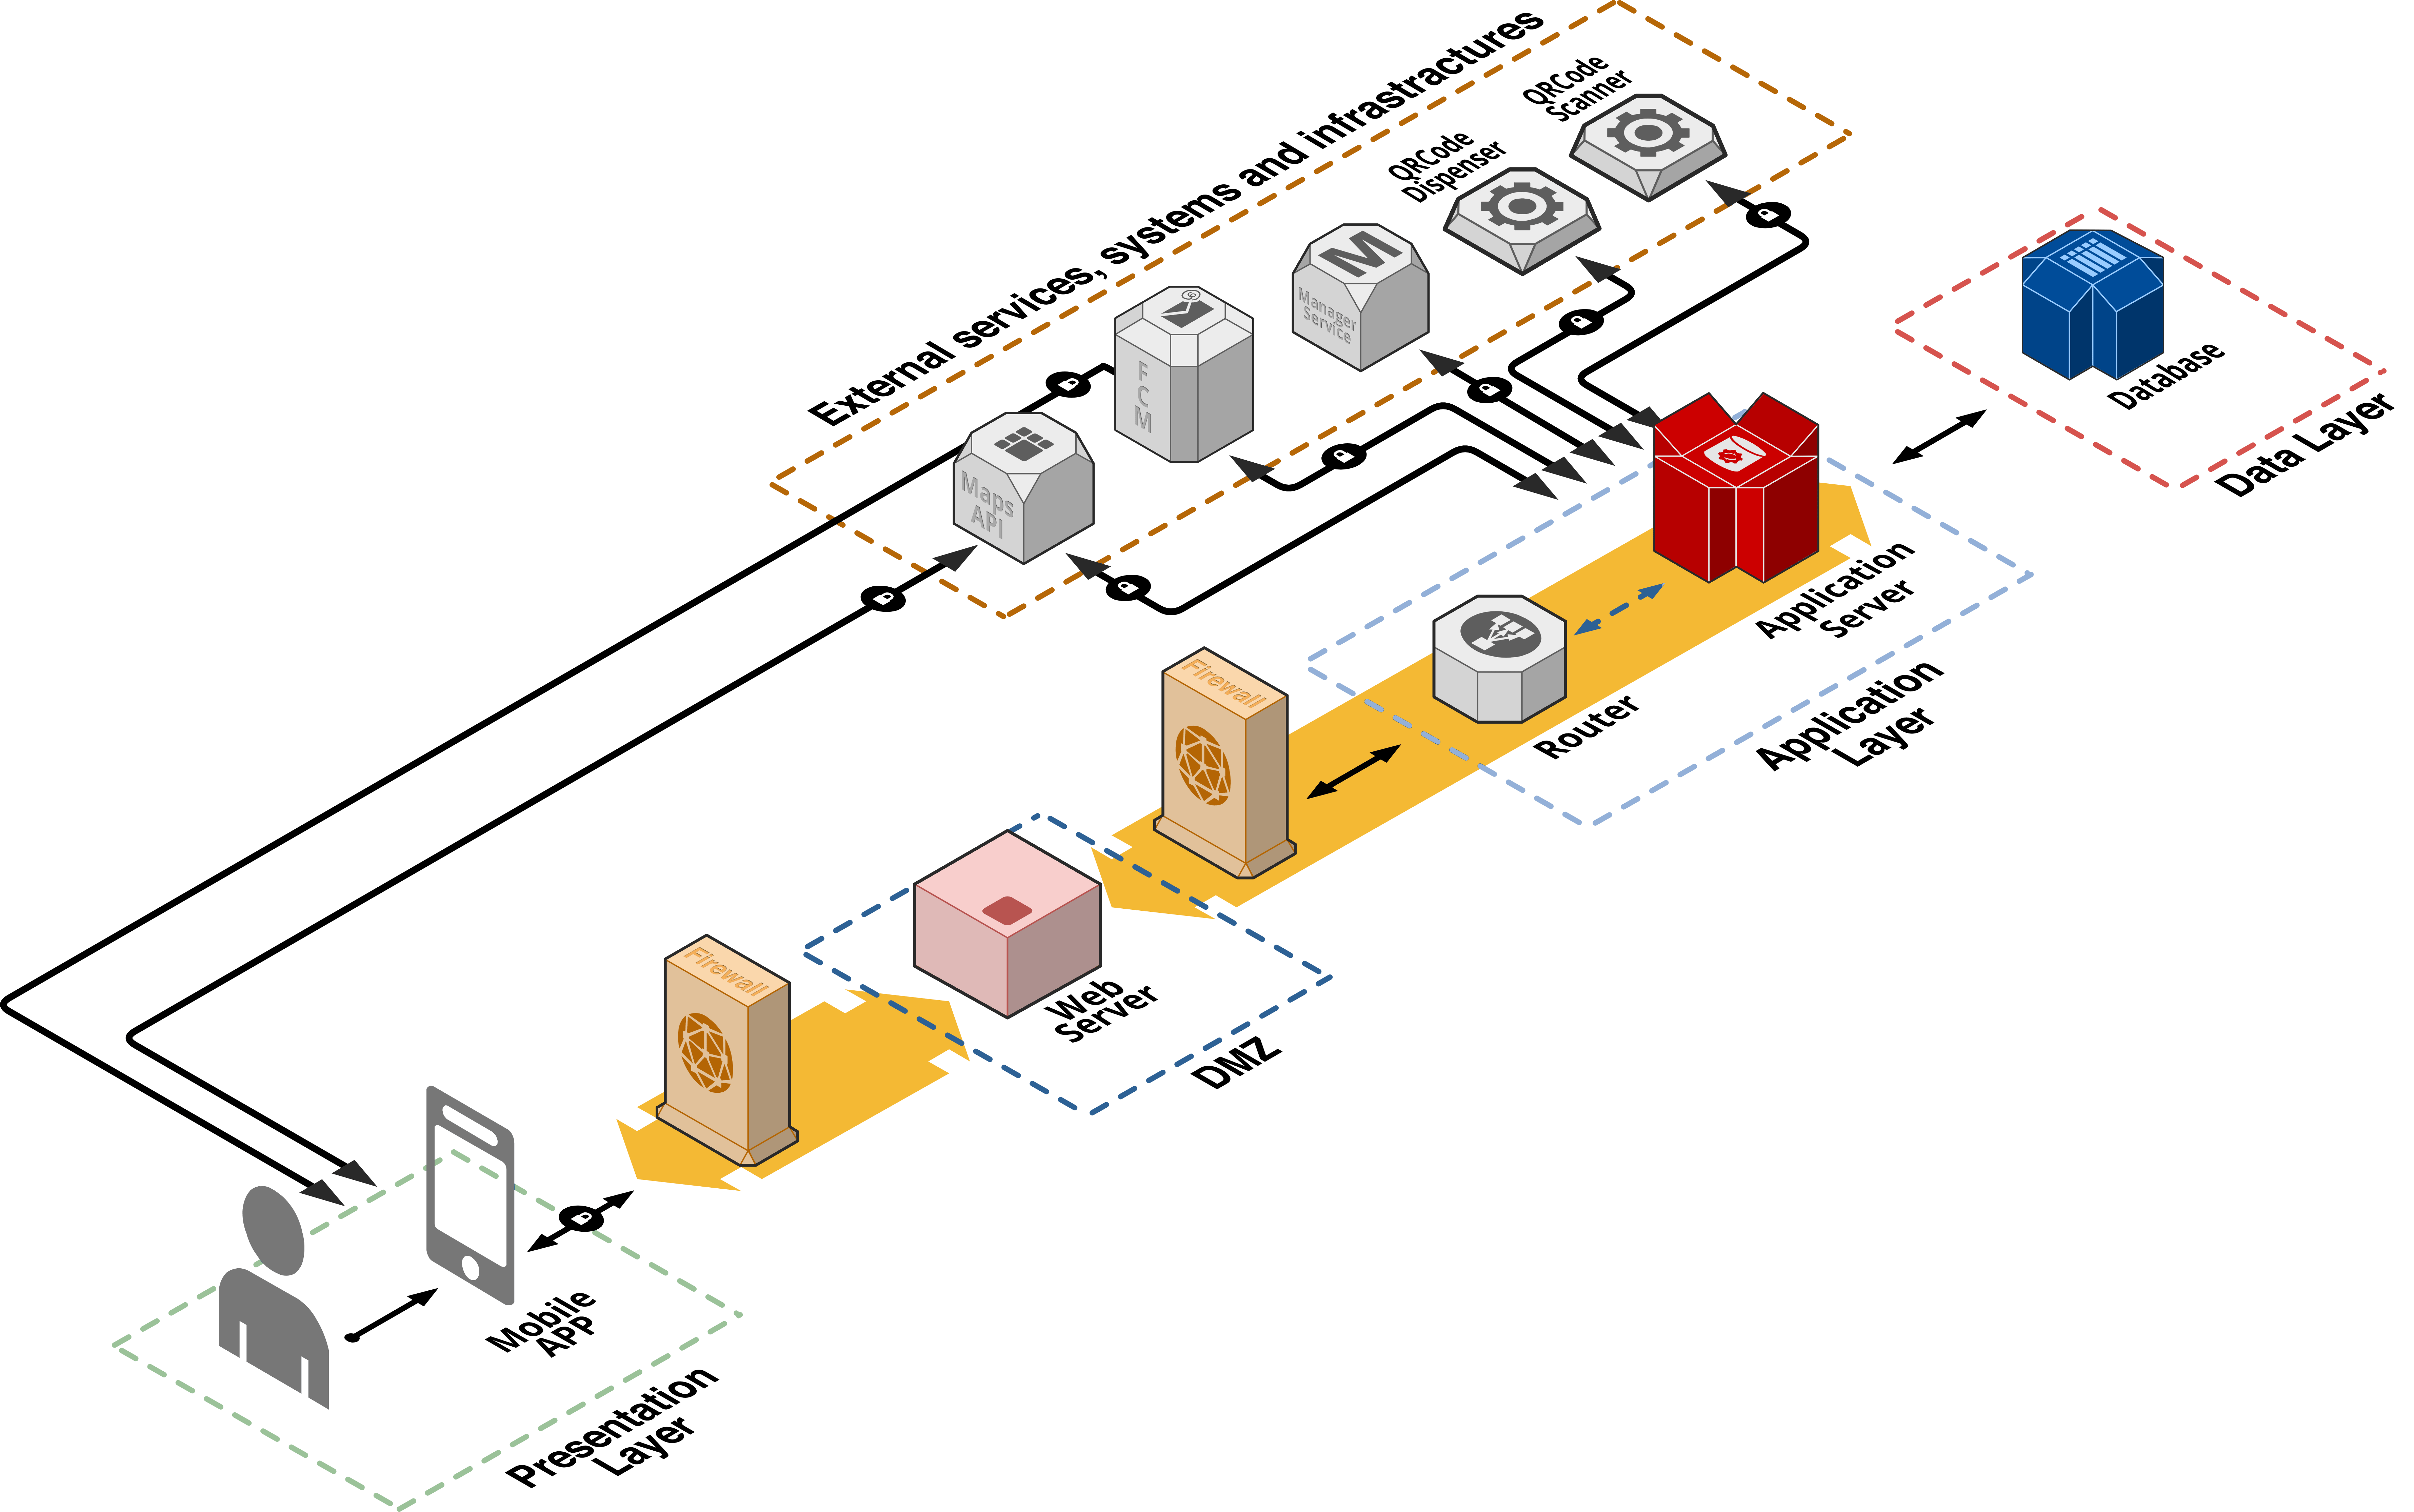 External services, systems and infrastractures
QRCode
Scanner
QRCode
Dispenser
Manager
Service
F
C
M
Maps
API
Database
Data Layer
Application
Server
Router
Application
Layer
Firewall
Web
Server
DMZ
Firewall
Mobile
APP
Presentation
Layer